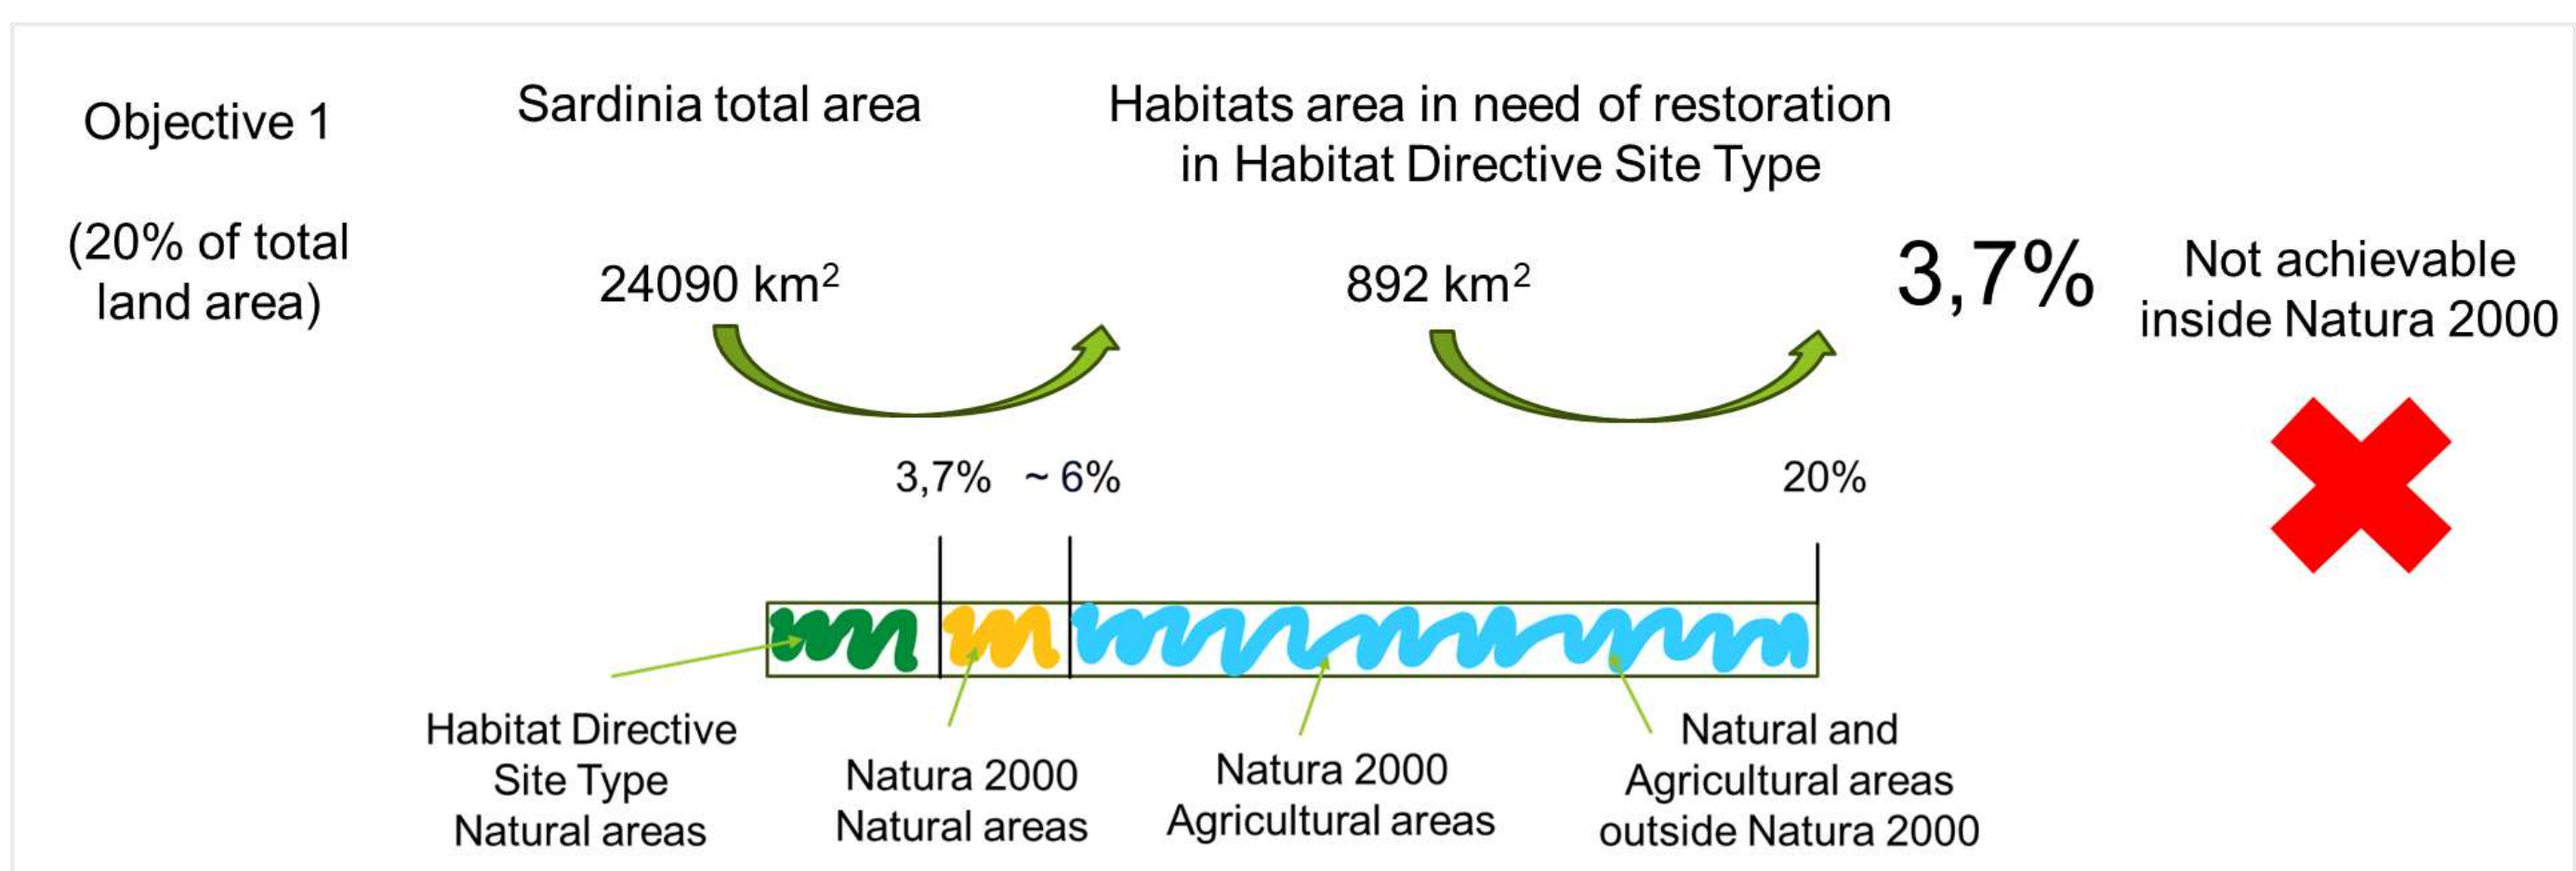 Objective 1
(20% of total
land area)
Sardinia total area
24090 km²
Habitats area in need of restoration
in Habitat Directive Site Type
892 km²
3,7%
Not achievable
inside Natura 2000
3,7%
~ 6%
20%
Habitat Directive
Site Type
Natural areas
Natura 2000
Natural areas
Natura 2000
Agricultural areas
Natural and
Agricultural areas
outside Natura 2000